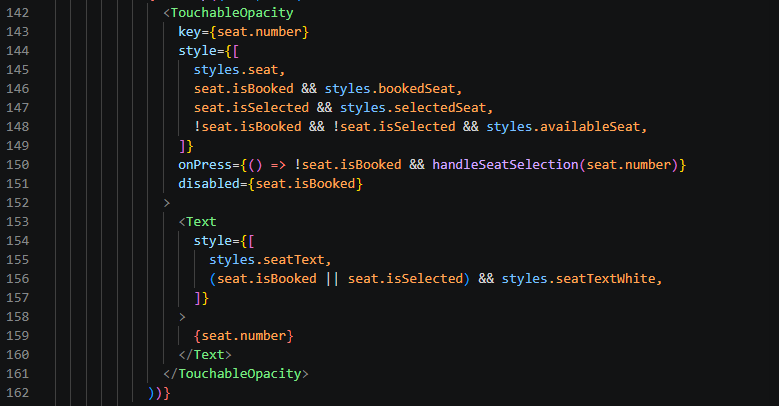 142 <TouchableOpacity
143 key={seat.number}
144 style={[
145 styles.seat,
146 seat.isBooked && styles.bookedSeat,
147 seat.isSelected && styles.selectedSeat,
148 !seat.isBooked && !seat.isSelected && styles.availableSeat,
149 ]}
150 onPress={() => !seat.isBooked && handleSeatSelection(seat.number)}
151 disabled={seat.isBooked}
152 >
153 <Text
154 style={[
155 styles.seatText,
156 (seat.isBooked || seat.isSelected) && styles.seatTextWhite,
157 ]}
158 >
159 {seat.number}
160 </Text>
161 </TouchableOpacity>
162 ))}